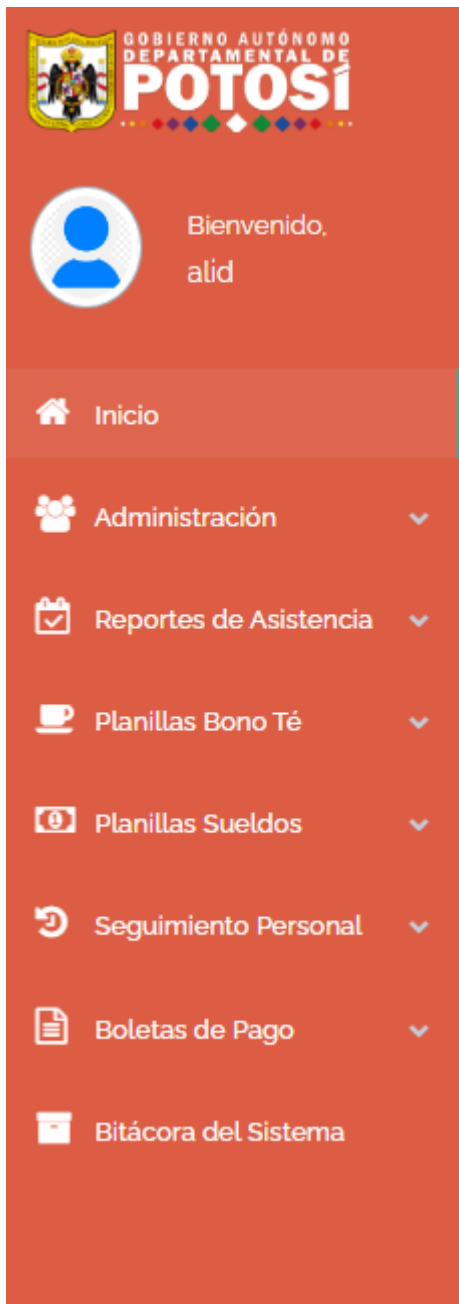 GOBIERNO AUTÓNOMO
DEPARTAMENTAL DE
POTOSÍ
Bienvenido,
alid
Inicio
Administración
Reportes de Asistencia
Planillas Bono Té
Planillas Sueldos
Seguimiento Personal
Boletas de Pago
Bitácora del Sistema